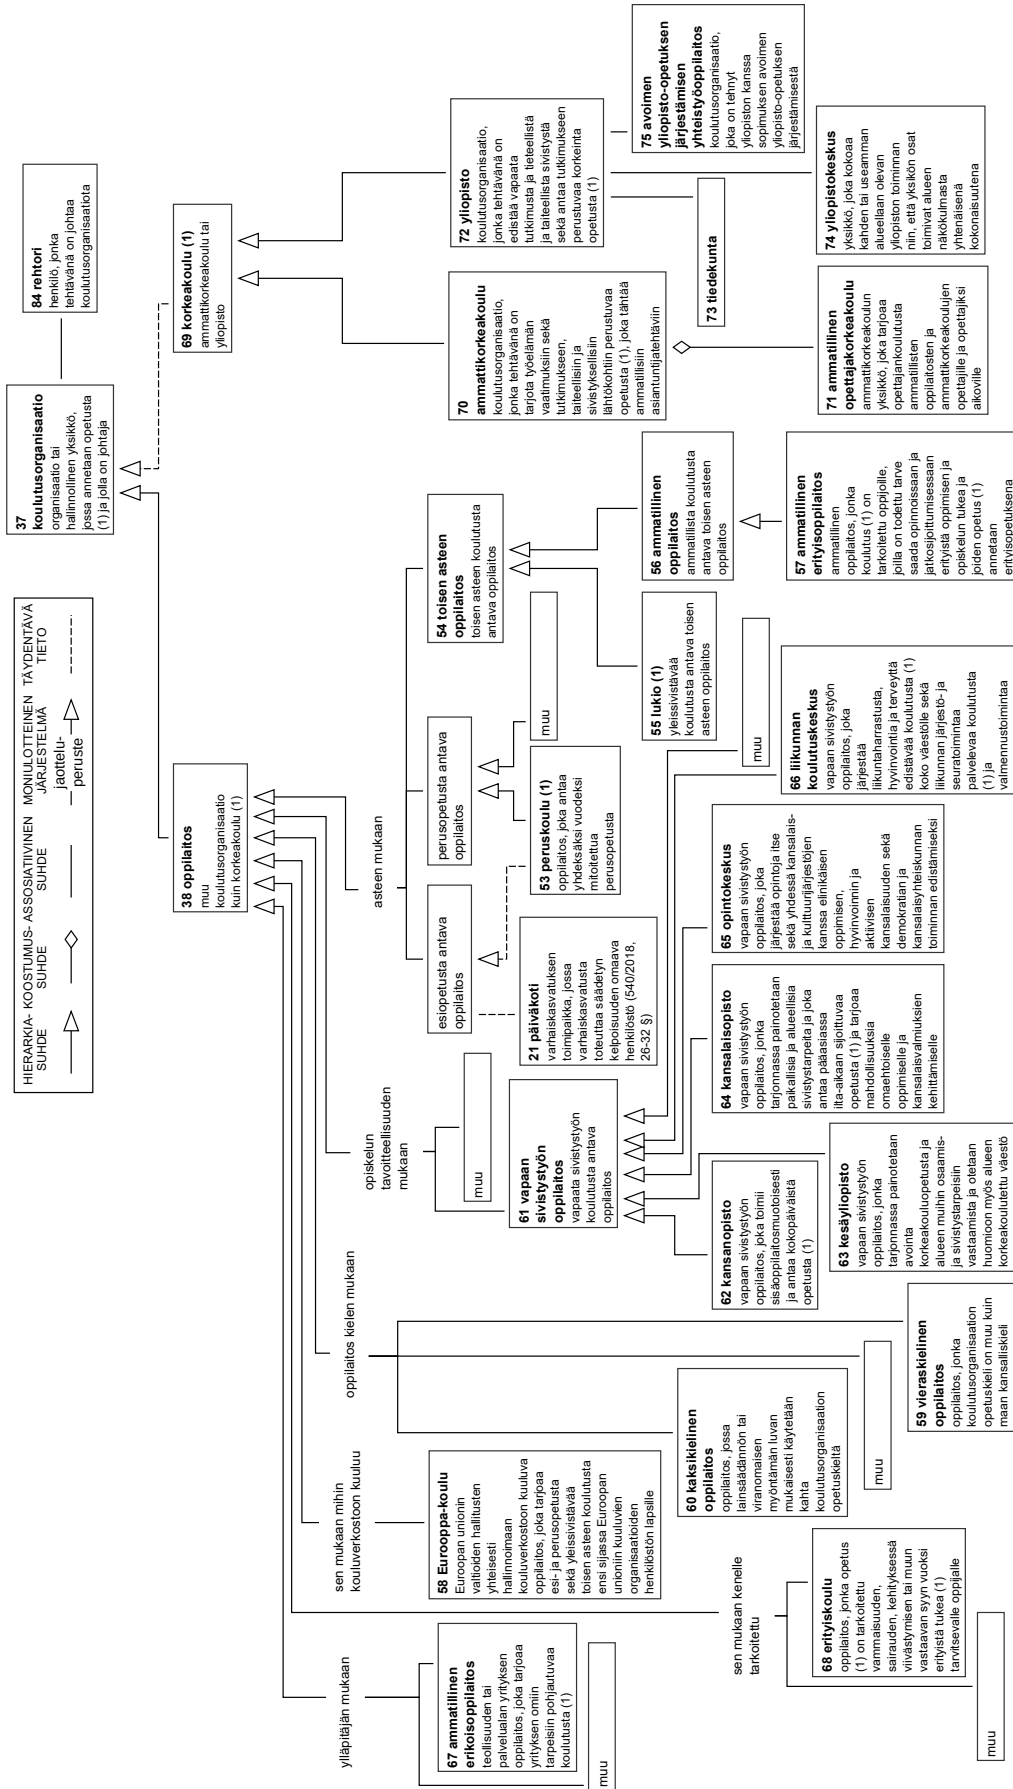 HIERARKIA- KOOSTUMUS- ASSOSIATIIVINEN MONIULOTTEINEN TÄYDENTÄVÄ
SUHDE SUHDE SUHDE JÄRJESTELMÄ TIETO
jaottelu-
peruste
37
koulutusorganisaatio
organisaatio tai
hallinnollinen yksikkö,
jossa annetaan opetusta
(1) ja jolla on johtaja
84 rehtori
henkilö, jonka
tehtävänä on johtaa
koulutusorganisaatiota
38 oppilaitos
muu
koulutusorganisaatio
kuin korkeakoulu (1)
69 korkeakoulu (1)
ammattikorkeakoulu tai
yliopisto
ylläpitäjän mukaan
sen mukaan mihin
kouluverkostoon kuuluu
oppilaitos kielen mukaan
opiskelun
tavoitteellisuuden
mukaan
asteen mukaan
67 ammatillinen
erikoisoppilaitos
teollisuuden tai
palvelualan yrityksen
oppilaitos, joka tarjoaa
yrityksen omiin
tarpeisiin pohjautuvaa
koulutusta (1)
muu
58 Eurooppa-koulu
Euroopan unionin
valtioiden hallitusten
yhteisesti
hallinnoimaan
kouluverkostoon kuuluva
oppilaitos, joka tarjoaa
esi- ja perusopetusta
sekä yleissivistävää
toisen asteen koulutusta
ensi sijassa Euroopan
unioniin kuuluvien
organisaatioiden
henkilöstön lapsille
muu
61 vapaan
sivistystyön
oppilaitos
vapaata sivistystyön
koulutusta antava
oppilaitos
esiopetusta antava
oppilaitos
perusopetusta antava
oppilaitos
54 toisen asteen
oppilaitos
toisen asteen koulutusta
antava oppilaitos
21 päiväkoti
varhaiskasvatuksen
toimipaikka, jossa
varhaiskasvatusta
toteuttaa säädetyn
kelpoisuuden omaava
henkilöstö (540/2018,
26-32 §)
53 peruskoulu (1)
oppilaitos, joka antaa
yhdeksäksi vuodeksi
mitoitettua
perusopetusta
muu
70
ammattikorkeakoulu
koulutusorganisaatio,
jonka tehtävänä on
tarjota työelämän
vaatimuksiin sekä
tutkimukseen,
taiteellisiin ja
sivistyksellisiin
lähtökohtiin perustuvaa
opetusta (1), joka tähtää
ammatillisiin
asiantuntijatehtäviin
72 yliopisto
koulutusorganisaatio,
jonka tehtävänä on
edistää vapaata
tutkimusta ja tieteellistä
ja taiteellista sivistystä
sekä antaa tutkimukseen
perustuvaa korkeinta
opetusta (1)
sen mukaan kenelle
tarkoitettu
60 kaksikielinen
oppilaitos
oppilaitos, jossa
lainsäädännön tai
viranomaisen
myöntämän luvan
mukaisesti käytetään
kahta
koulutusorganisaation
opetuskieltä
55 lukio (1)
yleissivistävää
koulutusta antava toisen
asteen oppilaitos
56 ammatillinen
oppilaitos
ammatillista koulutusta
antava toisen asteen
oppilaitos
73 tiedekunta
75 avoimen
yliopisto-opetuksen
järjestämisen
yhteistyöoppilaitos
koulutusorganisaatio,
joka on tehnyt
yliopiston kanssa
sopimuksen avoimen
yliopisto-opetuksen
järjestämisestä
62 kansanopisto
vapaan sivistystyön
oppilaitos, joka toimii
sisäoppilaitosmuotoisesti
ja antaa kokopäiväistä
opetusta (1)
64 kansalaisopisto
vapaan sivistystyön
oppilaitos, jonka
tarjonnassa painotetaan
paikallisia ja alueellisia
sivistystarpeita ja joka
antaa pääasiassa
ilta-aikaan sijoittuvaa
opetusta (1) ja tarjoaa
mahdollisuuksia
omaehtoiselle
oppimiselle ja
kansalaisvalmiuksien
kehittämiselle
65 opintokeskus
vapaan sivistystyön
oppilaitos, joka
järjestää opintoja itse
sekä yhdessä kansalais-
ja kulttuurijärjestöjen
kanssa elinikäisen
oppimisen,
hyvinvoinnin ja
aktiivisen
kansalaisuuden sekä
demokratian ja
kansalaisyhteiskunnan
toiminnan edistämiseksi
muu
68 erityiskoulu
oppilaitos, jonka opetus
(1) on tarkoitettu
vammaisuuden,
sairauden, kehityksessä
viivästymisen tai muun
vastaavan syyn vuoksi
erityistä tukea (1)
tarvitsevalle oppijalle
muu
muu
59 vieraskielinen
oppilaitos
oppilaitos, jonka
koulutusorganisaation
opetuskieli on muu kuin
maan kansalliskieli
63 kesäyliopisto
vapaan sivistystyön
oppilaitos, jonka
tarjonnassa painotetaan
avointa
korkeakouluopetusta ja
alueen muihin osaamis-
ja sivistystarpeisiin
vastaamista ja otetaan
huomioon myös alueen
korkeakoulutettu väestö
66 liikunnan
koulutuskeskus
vapaan sivistystyön
oppilaitos, joka
järjestää
liikuntaharrastusta,
hyvinvointia ja terveyttä
edistävää koulutusta (1)
koko väestölle sekä
liikunnan järjestö- ja
seuratoimintaa
palvelevaa koulutusta
(1) ja
valmennustoimintaa
57 ammatillinen
erityisoppilaitos
ammatillinen
oppilaitos, jonka
koulutus (1) on
tarkoitettu oppijoille,
joilla on todettu tarve
saada opinnoissaan ja
jatkosijoittumisessaan
erityistä oppimisen ja
opiskelun tukea ja
joiden opetus (1)
annetaan
erityisopetuksena
71 ammatillinen
opettajakorkeakoulu
ammattikorkeakoulun
yksikkö, joka tarjoaa
opettajankoulutusta
ammatillisten
oppilaitosten ja
ammattikorkeakoulujen
opettajille ja opettajiksi
aikoville
74 yliopistokeskus
yksikkö, joka kokoaa
kahden tai useamman
alueellaan olevan
yliopiston toiminnan
niin, että yksikön osat
toimivat alueen
näkökulmasta
yhtenäisenä
kokonaisuutena